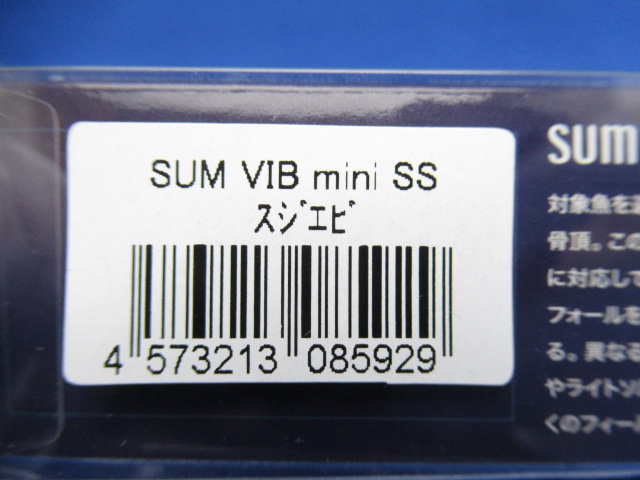 SUM VIB mini SS
ｽｼﾞｴﾋﾞ
4 573213 085929
SUM
対象魚を
骨頂。この
に対応して
フォールを
る。異なる
やライトソ
くのフィー